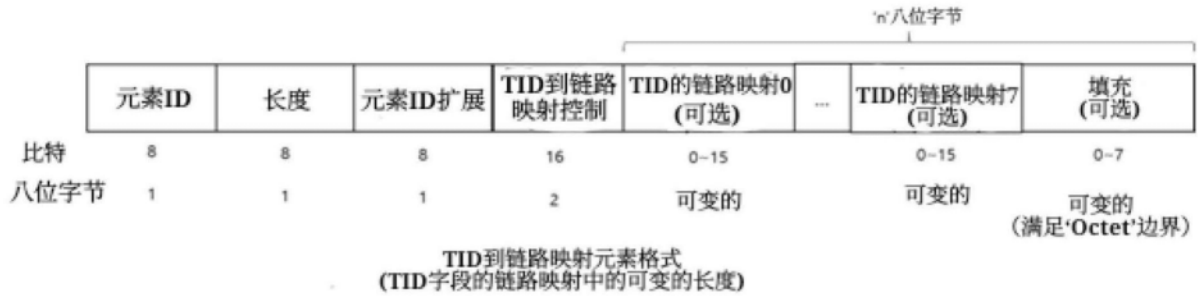 'n'八位字节
元素ID 长度 元素ID扩展 TID到链路映射控制 TID的链路映射0(可选) ... TID的链路映射7(可选) 填充(可选)
比特 8 8 8 16 0~15 0~15 0~7
八位字节 1 1 1 2 可变的 可变的 可变的
(满足‘Octet’边界)
TID到链路映射元素格式
(TID字段的链路映射中的可变的长度)